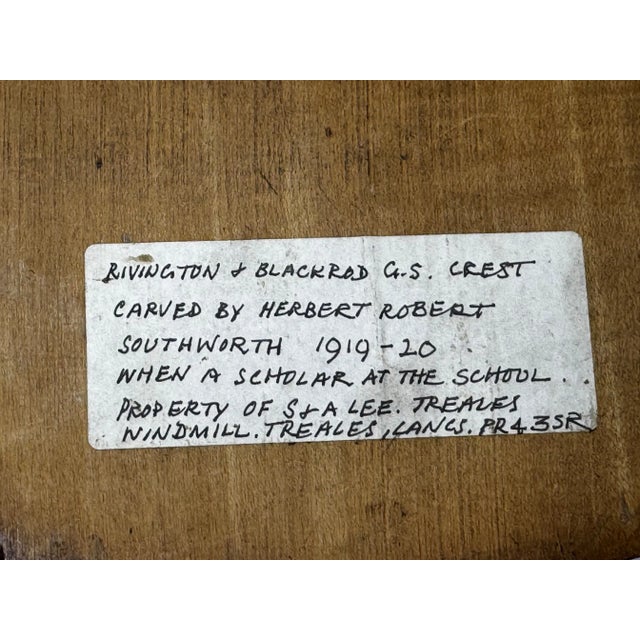 RIVINGTON & BLACKROD G.S. CREST
CARVED BY HERBERT ROBERT
SOUTHWORTH 1919-20
WHEN A SCHOLAR AT THE SCHOOL.
PROPERTY OF S & A LEE. TREALES
WINDMILL. TREALES, LANCS. PR4 3SR